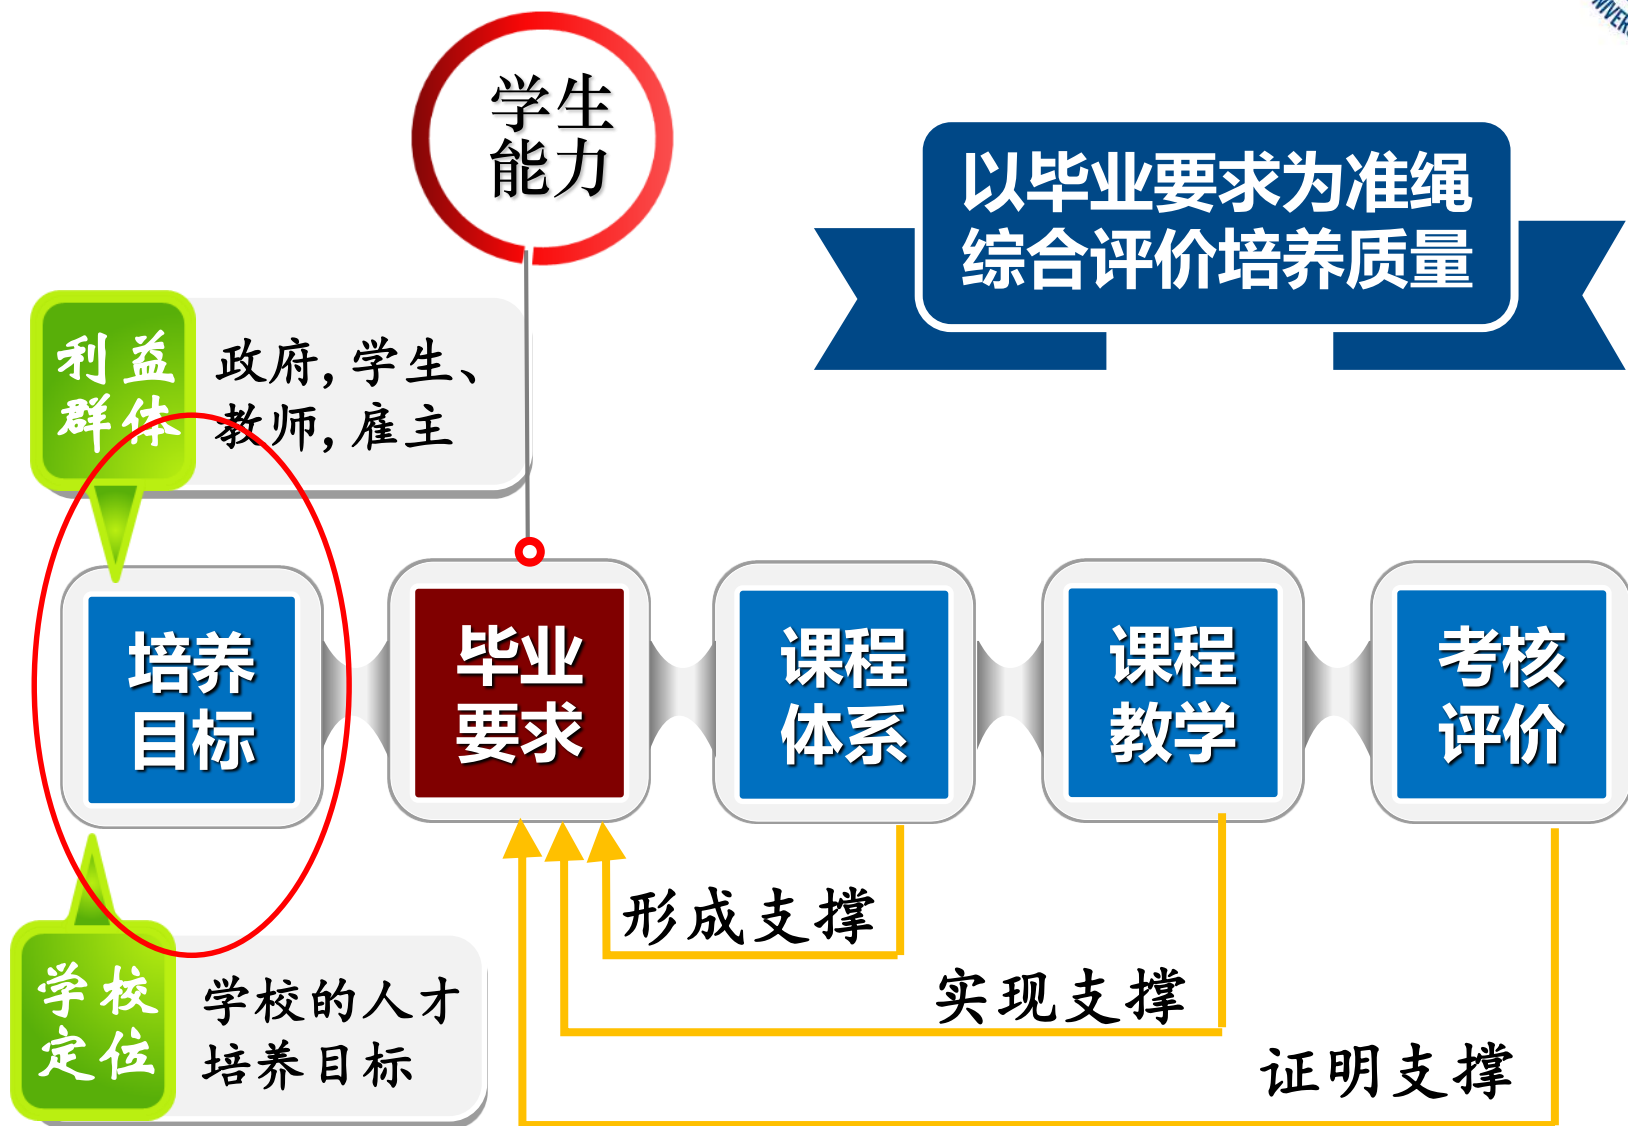 学生
能力
以毕业要求为准绳
综合评价培养质量
利益
群体
政府,学生、
教师,雇主
培养
目标
毕业
要求
课程
体系
课程
教学
考核
评价
形成支撑
实现支撑
证明支撑
学校
定位
学校的人才
培养目标